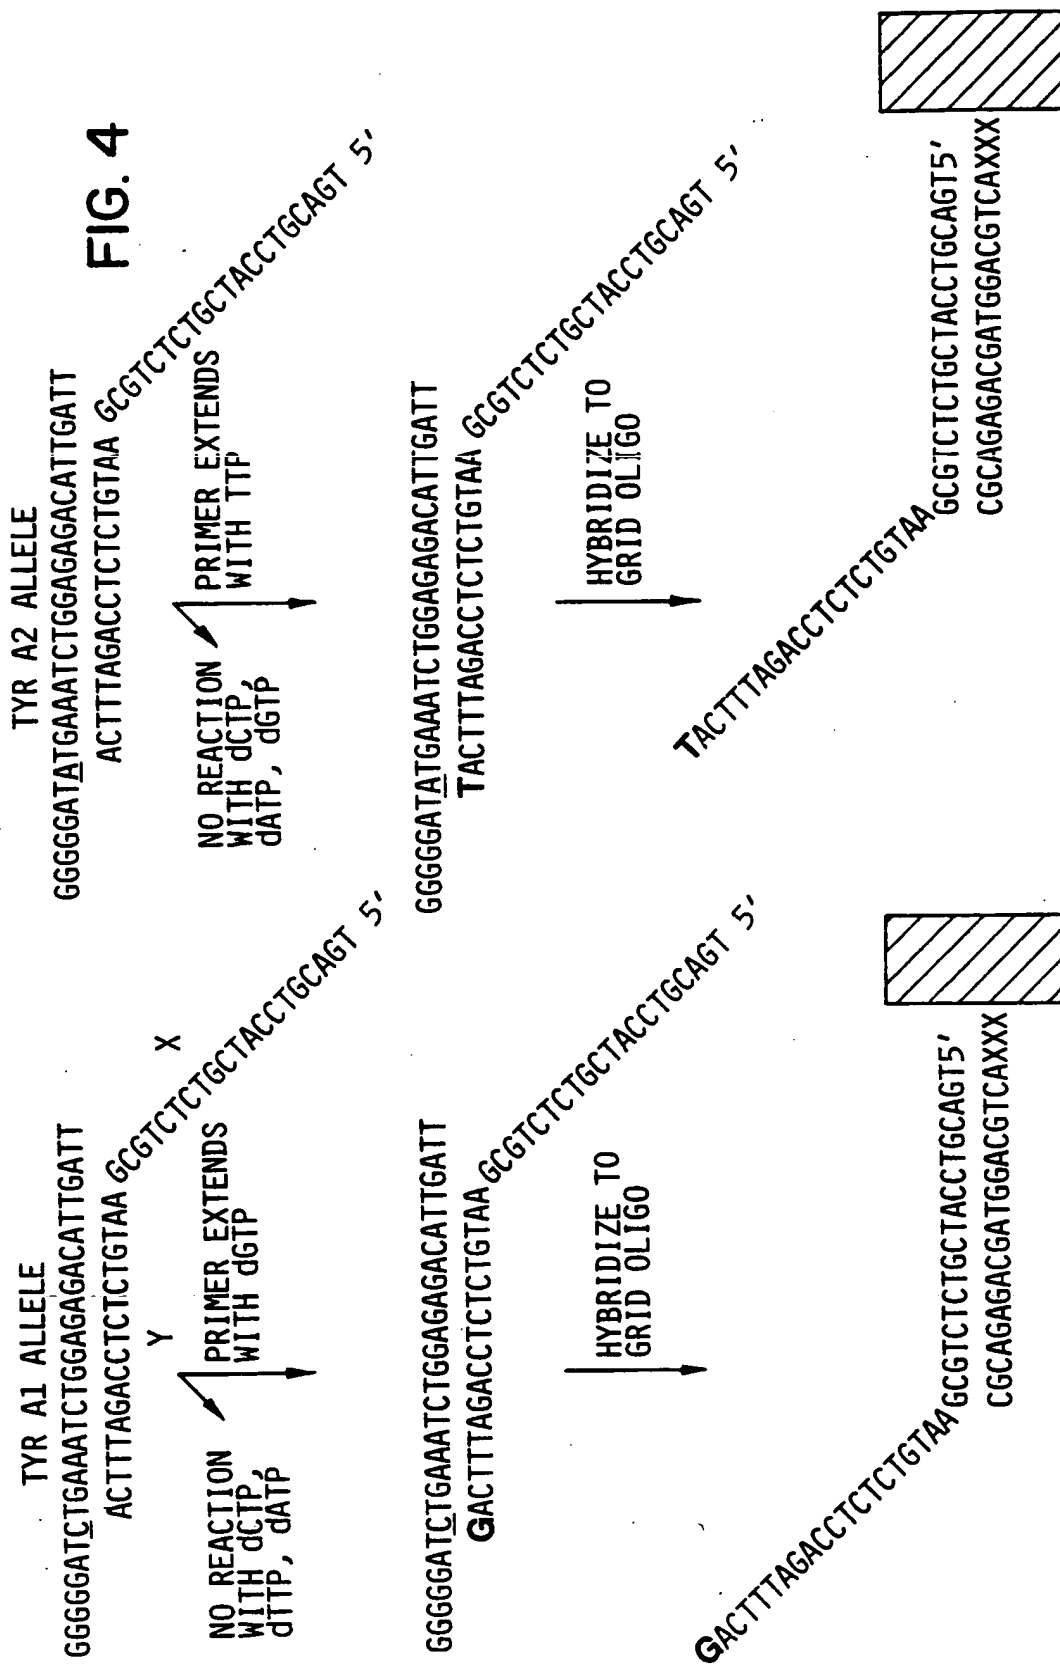 FIG. 4
TYR A1 ALLELE
GGGGATCTGAAATCTGGAGAGACATTGATT
ACTTTAGACCTCTCTGTAA GCGTCTCTGCTACCTGCAGT 5'
Y
X
NO REACTION
WITH dCTP,
dTTP, dATP
PRIMER EXTENDS
WITH dGTP
GGGGATCTGAAATCTGGAGAGACATTGATT
GACTTTAGACCTCTCTGTAA GCGTCTCTGCTACCTGCAGT 5'
HYBRIDIZE TO
GRID OLIGO
GACTTTAGACCTCTCTGTAA
GCGTCTCTGCTACCTGCAGT5'
CGCAGAGACGATGGACGTCAXXX
TYR A2 ALLELE
GGGGATATGAAATCTGGAGAGACATTGATT
ACTTTAGACCTCTCTGTAA GCGTCTCTGCTACCTGCAGT 5'
NO REACTION
WITH dCTP,
dATP, dGTP
PRIMER EXTENDS
WITH TTP
GGGGATATGAAATCTGGAGAGACATTGATT
TACTTTAGACCTCTCTGTAA GCGTCTCTGCTACCTGCAGT 5'
HYBRIDIZE TO
GRID OLIGO
TACTTTAGACCTCTCTGTAA
GCGTCTCTGCTACCTGCAGT5'
CGCAGAGACGATGGACGTCAXXX